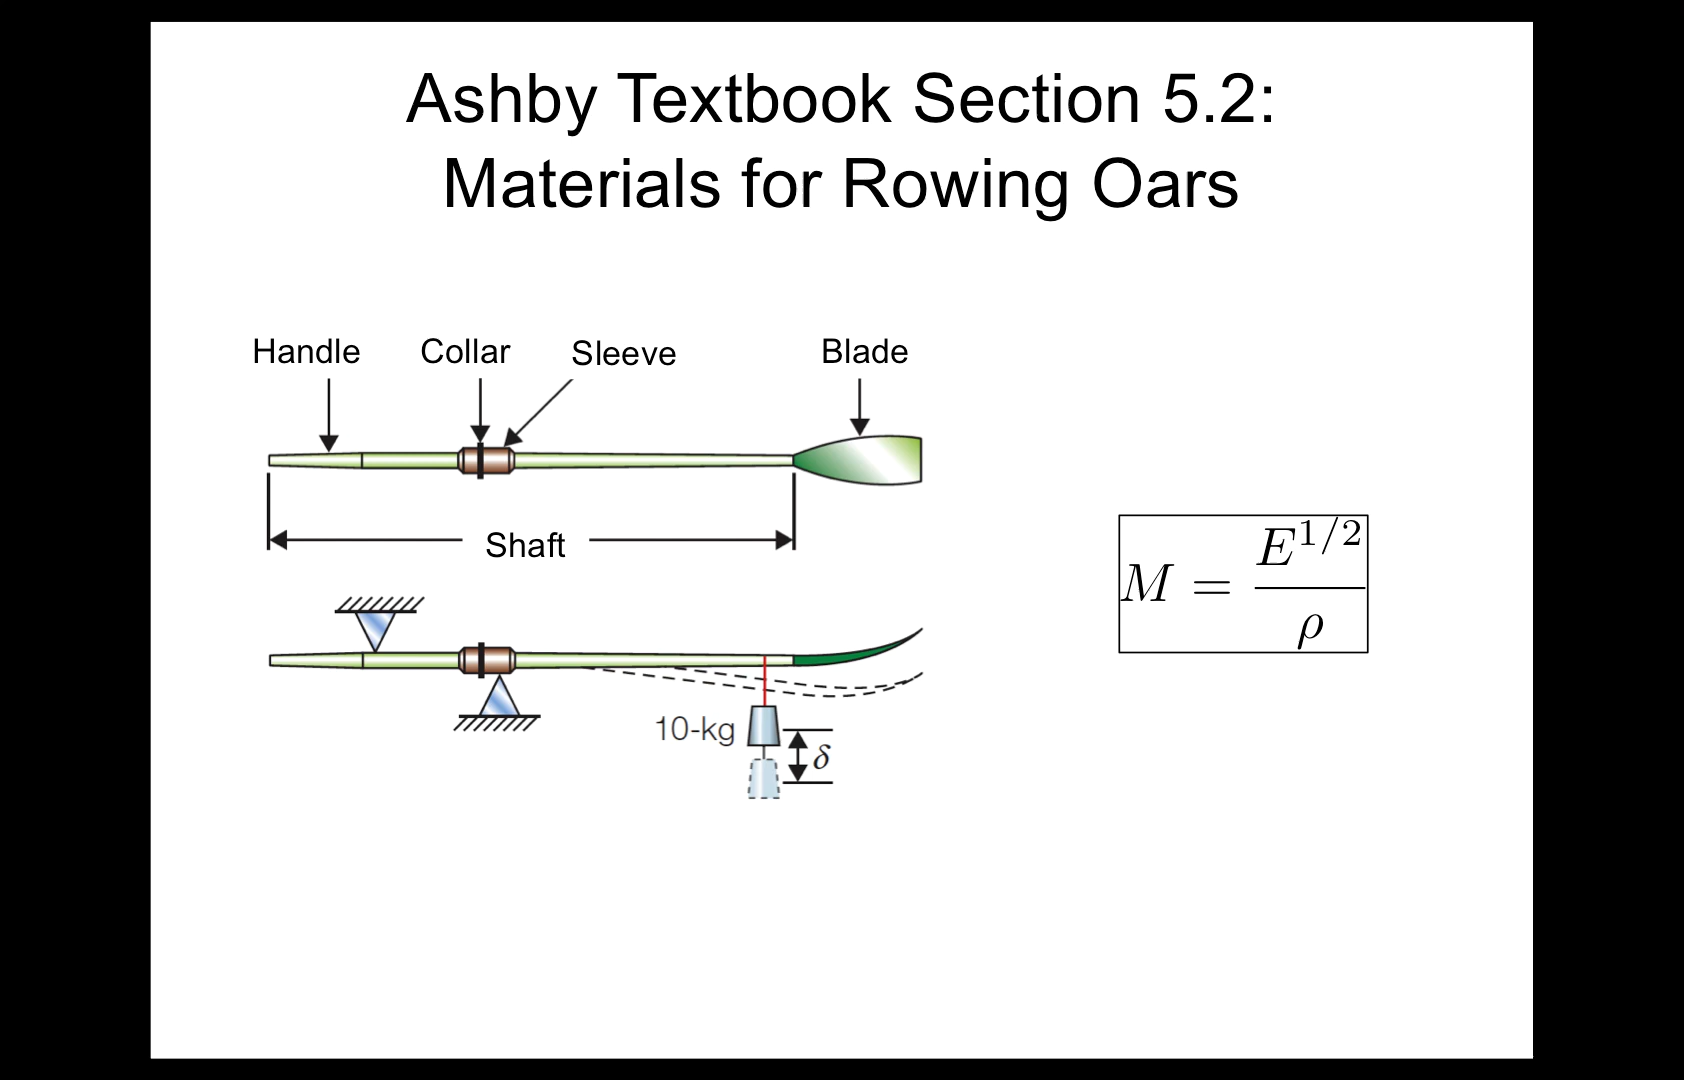 Ashby Textbook Section 5.2:
Materials for Rowing Oars
Handle
Collar
Sleeve
Blade
Shaft
10-kg
δ
M = E^{1/2} / ρ